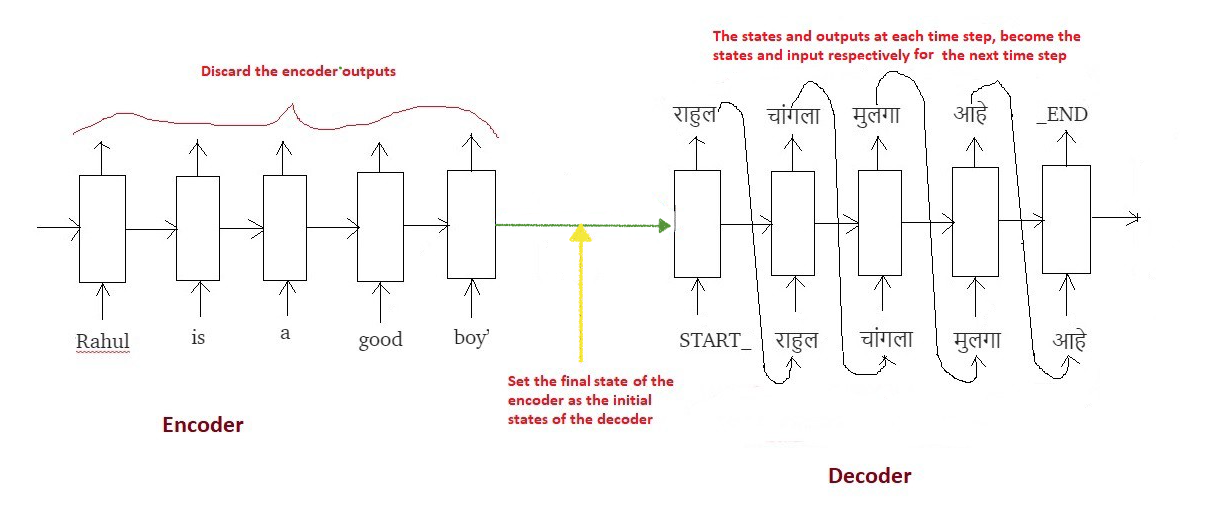 The states and outputs at each time step, become the
states and input respectively for the next time step
Discard the encoder outputs
राहुल चांगला मुलगा आहे _END
Rahul is a good boy'
START_ राहुल चांगला मुलगा आहे
Set the final state of the
encoder as the initial
states of the decoder
Encoder
Decoder